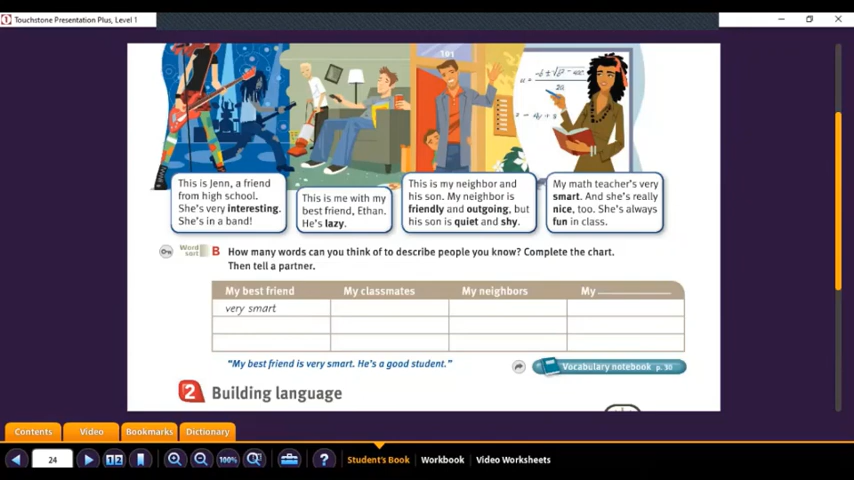 Touchstone Presentation Plus, Level 1
101
This is Jenn, a friend
from high school.
She's very interesting.
She's in a band!
This is me with my
best friend, Ethan.
He's lazy.
This is my neighbor and
his son. My neighbor is
friendly and outgoing, but
his son is quiet and shy.
My math teacher's very
smart. And she's really
nice, too. She's always
fun in class.
Word sort B How many words can you think of to describe people you know? Complete the chart.
Then tell a partner.
My best friend My classmates My neighbors My ____________
very smart
"My best friend is very smart. He's a good student."
Vocabulary notebook p. 30
2 Building language
Contents Video Bookmarks Dictionary
24 100% ? Student's Book Workbook Video Worksheets